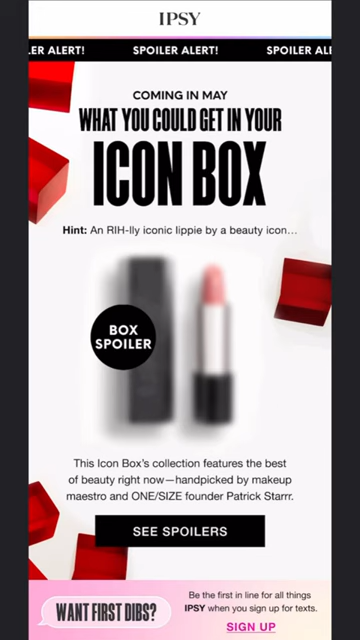 IPSY
LER ALERT! SPOILER ALERT! SPOILER ALE
COMING IN MAY
WHAT YOU COULD GET IN YOUR
ICON BOX
Hint: An RIH-lly iconic lippie by a beauty icon...
BOX
SPOILER
This Icon Box's collection features the best
of beauty right now—handpicked by makeup
maestro and ONE/SIZE founder Patrick Starrr.
SEE SPOILERS
WANT FIRST DIBS?
Be the first in line for all things
IPSY when you sign up for texts.
SIGN UP